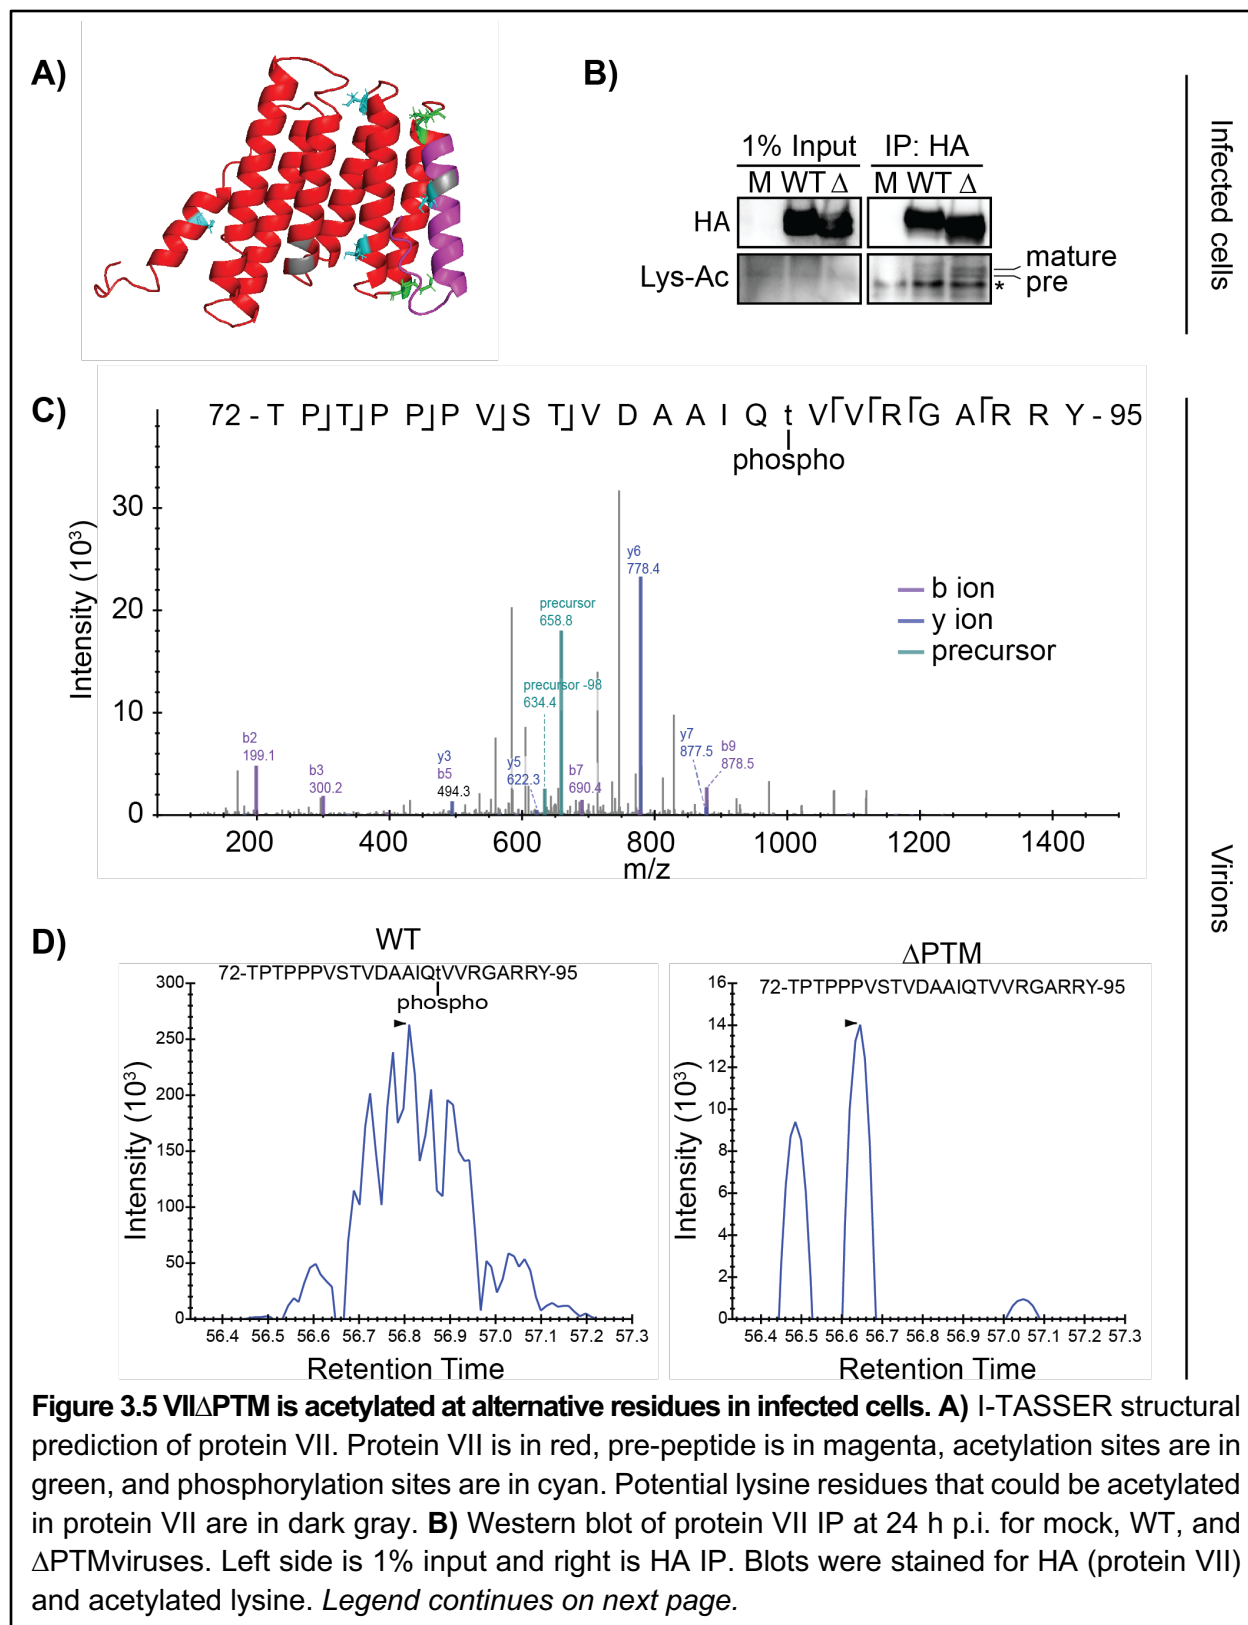 A)
B)
1% Input
IP: HA
M WT Δ
M WT Δ
HA
Lys-Ac
mature
pre
*
Infected cells
C)
72 - T P T P P P V S T V D A A I Q t V V R G A R R Y - 95
phospho
Intensity (10³)
30
20
10
0
b2
199.1
b3
300.2
y3
b5
494.3
y5
622.3
precursor -98
634.4
precursor
658.8
b7
690.4
y6
778.4
y7
877.5
b9
878.5
b ion
y ion
precursor
200 400 600 800 1000 1200 1400
m/z
Virions
D)
WT
72-TPTPPPVSTVDAAIQtVVRGARRY-95
phospho
Intensity (10³)
300
250
200
150
100
50
0
56.4 56.5 56.6 56.7 56.8 56.9 57.0 57.1 57.2 57.3
Retention Time
ΔPTM
72-TPTPPPVSTVDAAIQTVVRGARRY-95
Intensity (10³)
16
14
12
10
8
6
4
2
0
56.4 56.5 56.6 56.7 56.8 56.9 57.0 57.1 57.2 57.3
Retention Time
Figure 3.5 VIIΔPTM is acetylated at alternative residues in infected cells. A) I-TASSER structural
prediction of protein VII. Protein VII is in red, pre-peptide is in magenta, acetylation sites are in
green, and phosphorylation sites are in cyan. Potential lysine residues that could be acetylated
in protein VII are in dark gray. B) Western blot of protein VII IP at 24 h p.i. for mock, WT, and
ΔPTMviruses. Left side is 1% input and right is HA IP. Blots were stained for HA (protein VII)
and acetylated lysine. Legend continues on next page.